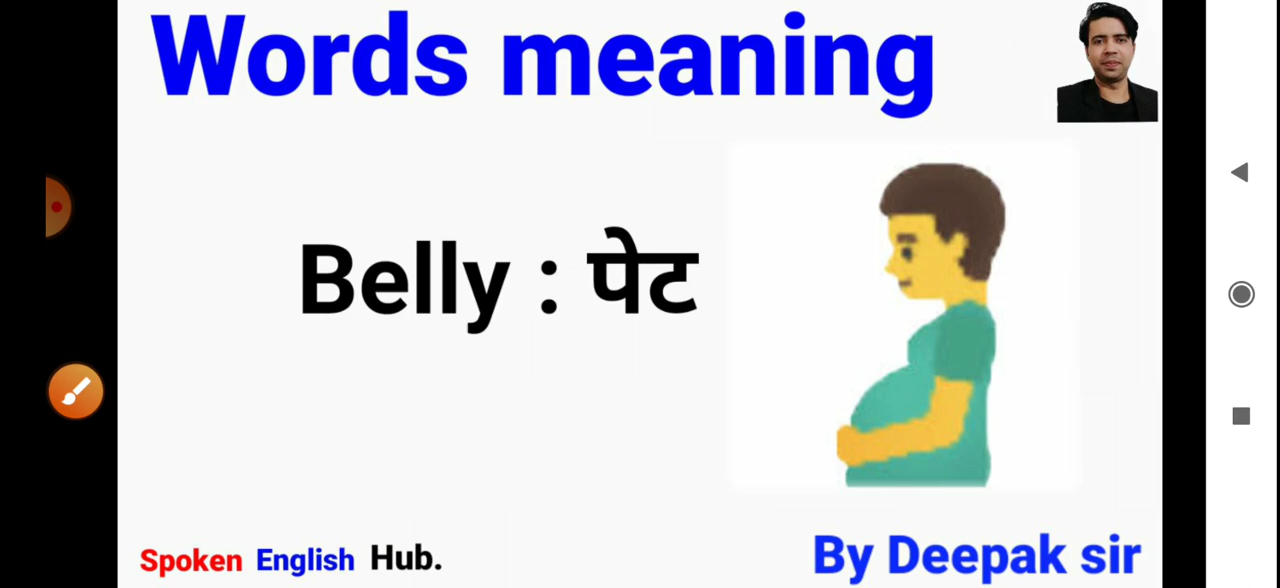 Words meaning
Belly : पेट
Spoken English Hub.
By Deepak sir